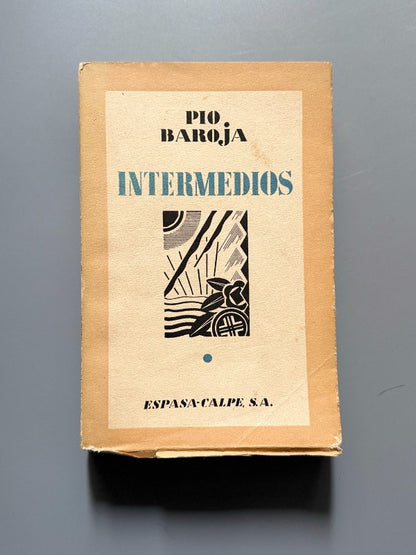 PIO
BAROjA
INTERMEDIOS
ESPASA-CALPE, S.A.